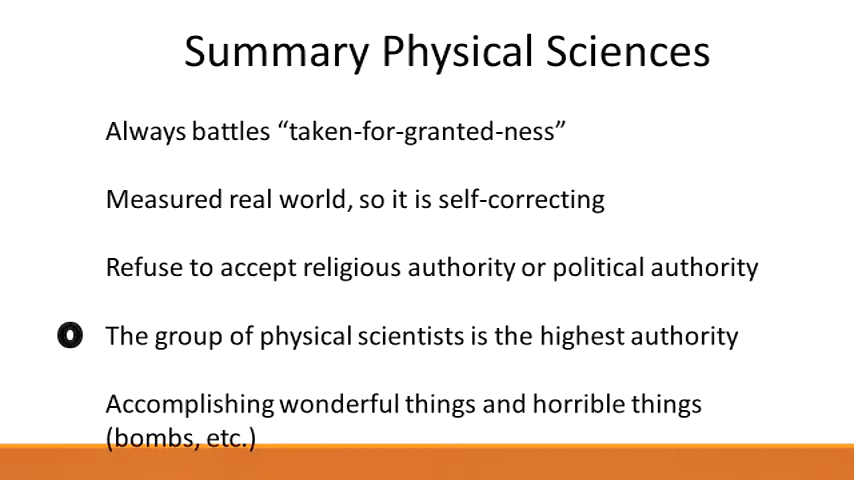 Summary Physical Sciences
Always battles “taken-for-granted-ness”
Measured real world, so it is self-correcting
Refuse to accept religious authority or political authority
The group of physical scientists is the highest authority
Accomplishing wonderful things and horrible things
(bombs, etc.)